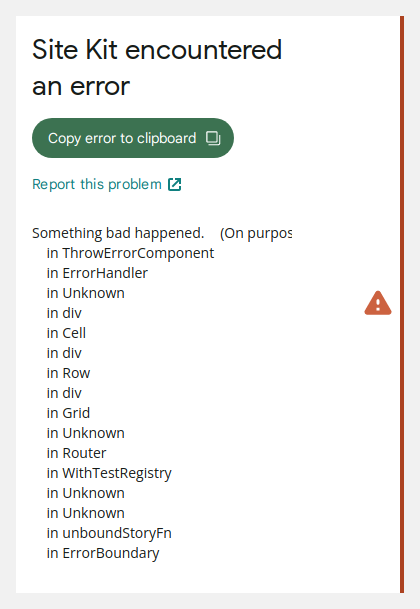 Site Kit encountered
an error
Copy error to clipboard
Report this problem
Something bad happened. (On purpos
in ThrowErrorComponent
in ErrorHandler
in Unknown
in div
in Cell
in div
in Row
in div
in Grid
in Unknown
in Router
in WithTestRegistry
in Unknown
in Unknown
in unboundStoryFn
in ErrorBoundary